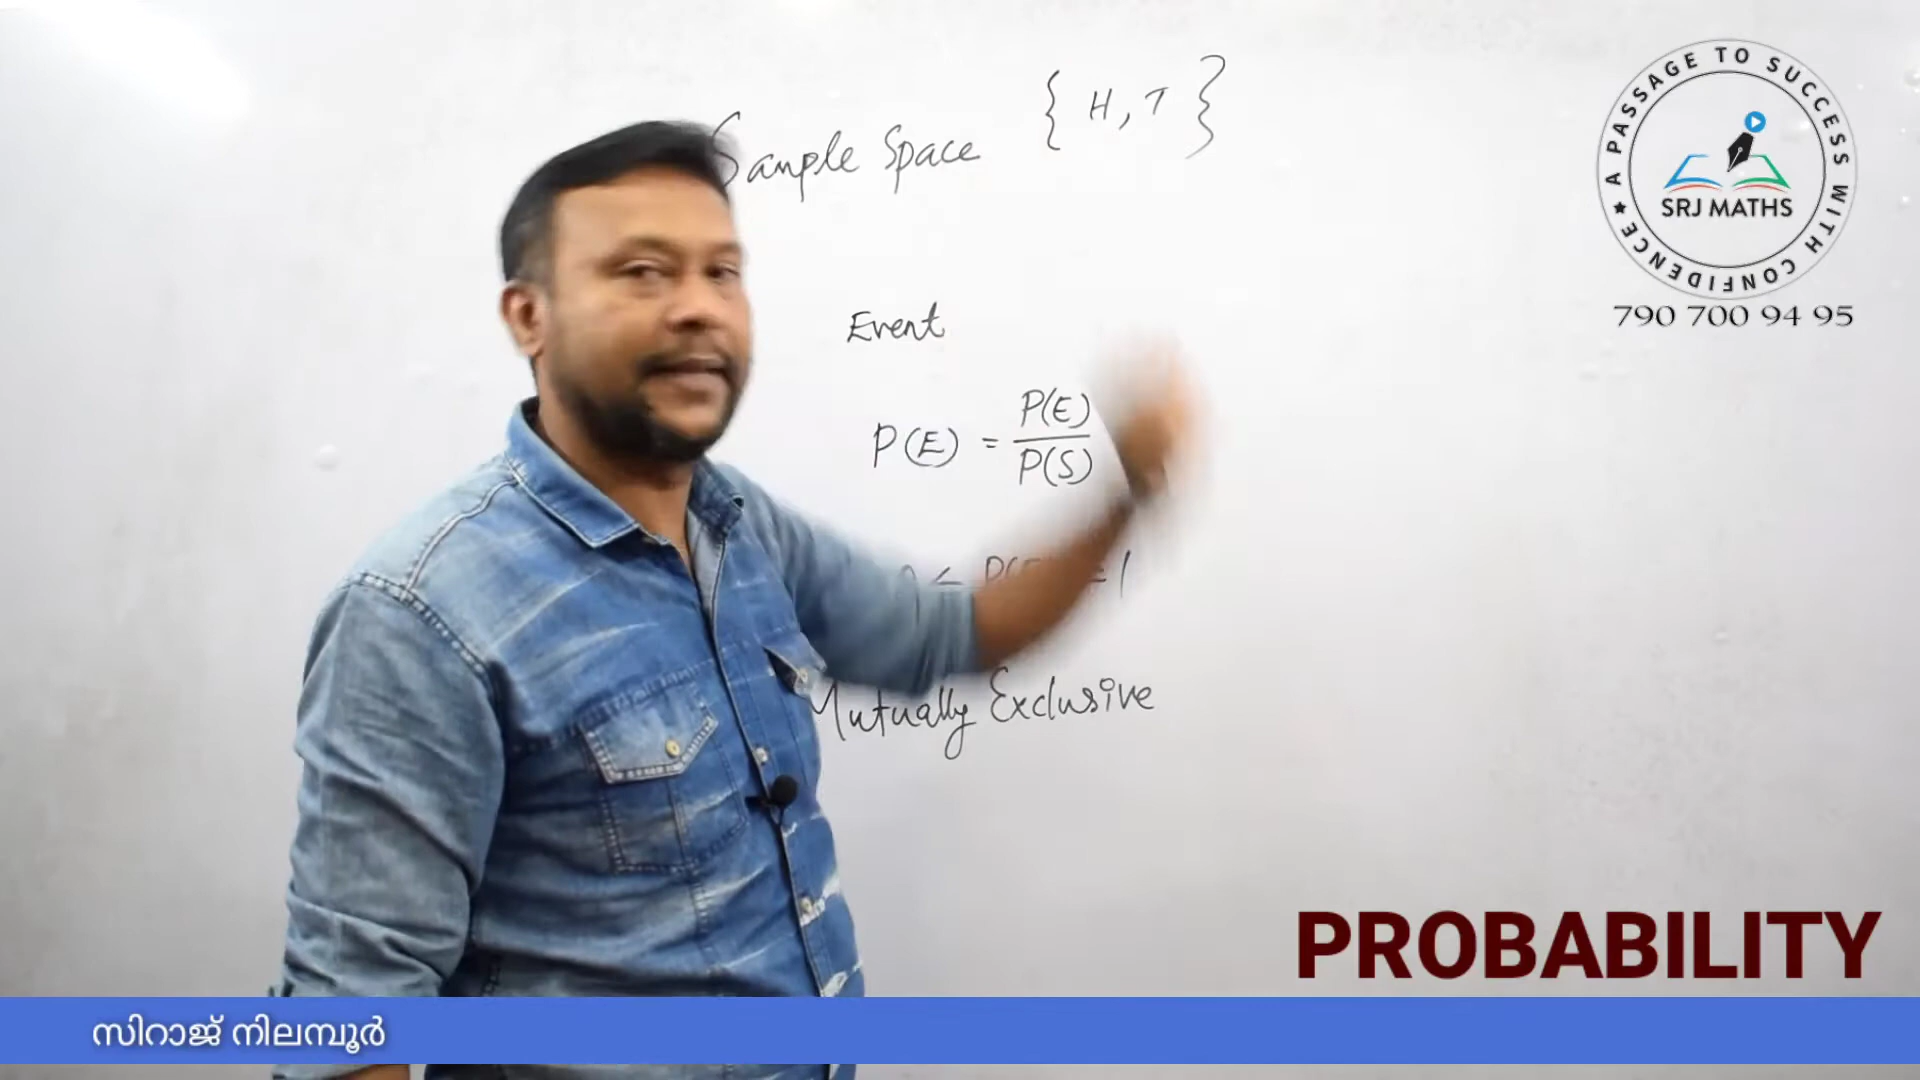 Sample Space { H, T }
Event
P(E) = P(E) / P(S)
Mutually Exclusive
A PASSAGE TO SUCCESS WITH CONFIDENCE ★
SRJ MATHS
790 700 94 95
PROBABILITY
സിറാജ് നിലമ്പൂർ